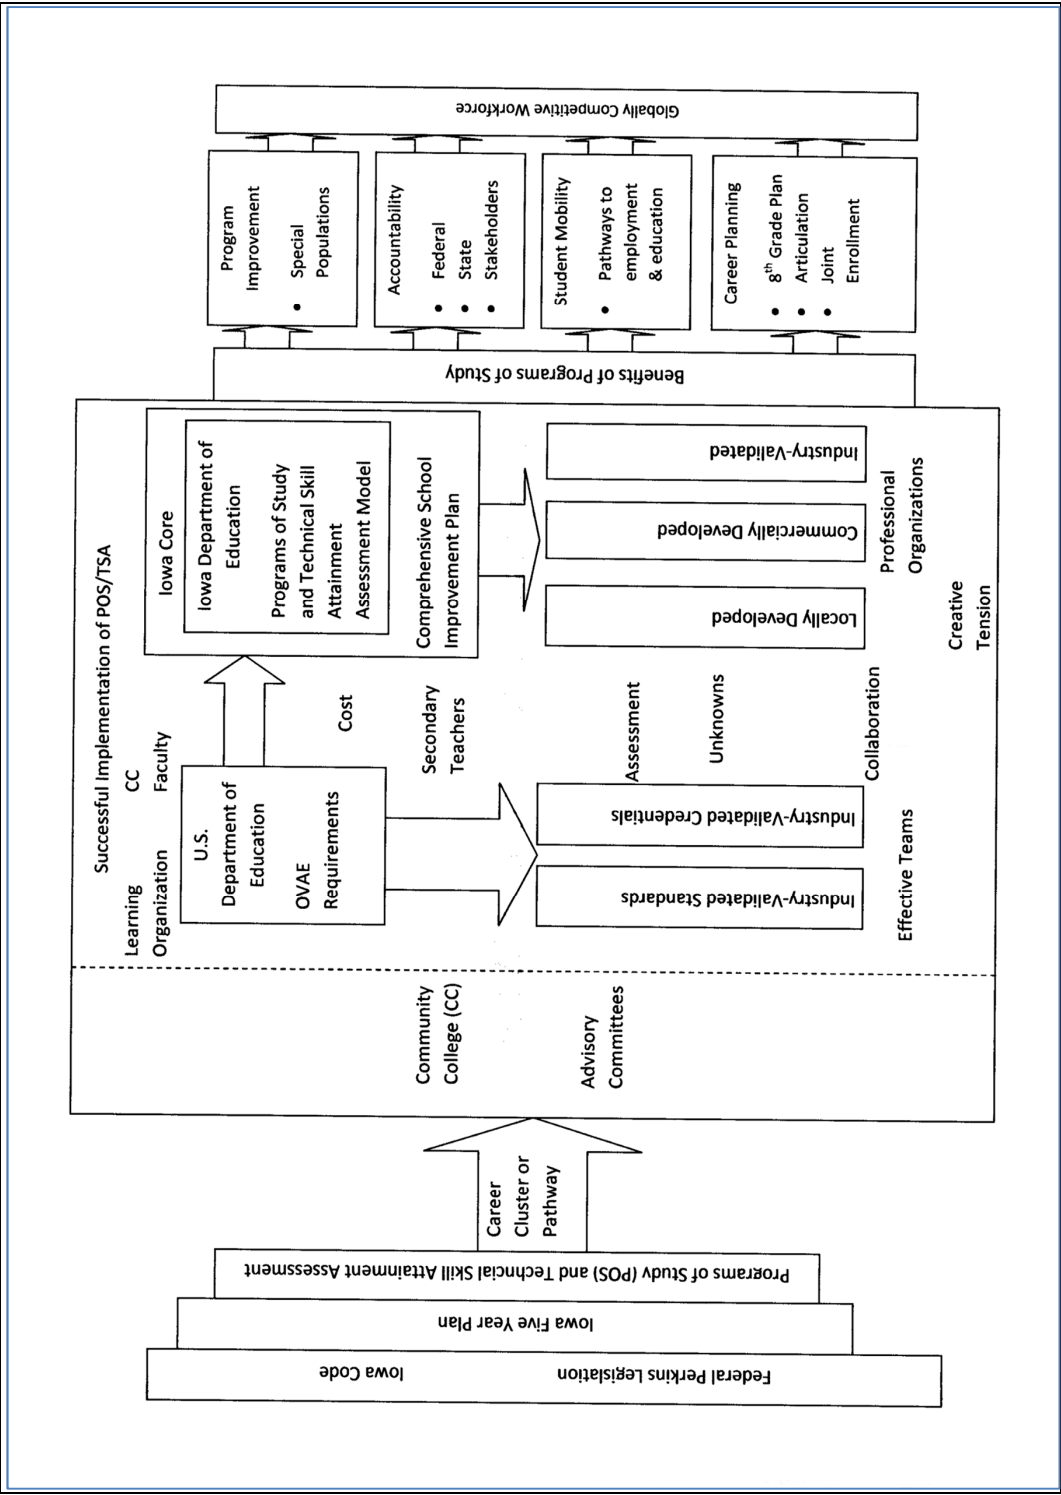 Federal Perkins Legislation
Iowa Code
Iowa Five Year Plan
Programs of Study (POS) and Techncial Skill Attainment Assessment
Career
Cluster or
Pathway
Successful Implementation of POS/TSA
Community
College (CC)
Advisory
Committees
Learning
Organization
CC
Faculty
U.S.
Department of
Education
OVAE
Requirements
Cost
Secondary
Teachers
Iowa Core
Iowa Department of
Education
Programs of Study
and Technical Skill
Attainment
Assessment Model
Comprehensive School
Improvement Plan
Industry-Validated Standards
Industry-Validated Credentials
Assessment
Unknowns
Locally Developed
Commercially Developed
Industry-Validated
Effective Teams
Collaboration
Professional
Organizations
Creative
Tension
Benefits of Programs of Study
Program
Improvement
• Special
Populations
Accountability
• Federal
• State
• Stakeholders
Student Mobility
• Pathways to
employment
& education
Career Planning
• 8th Grade Plan
• Articulation
• Joint
Enrollment
Globally Competitive Workforce